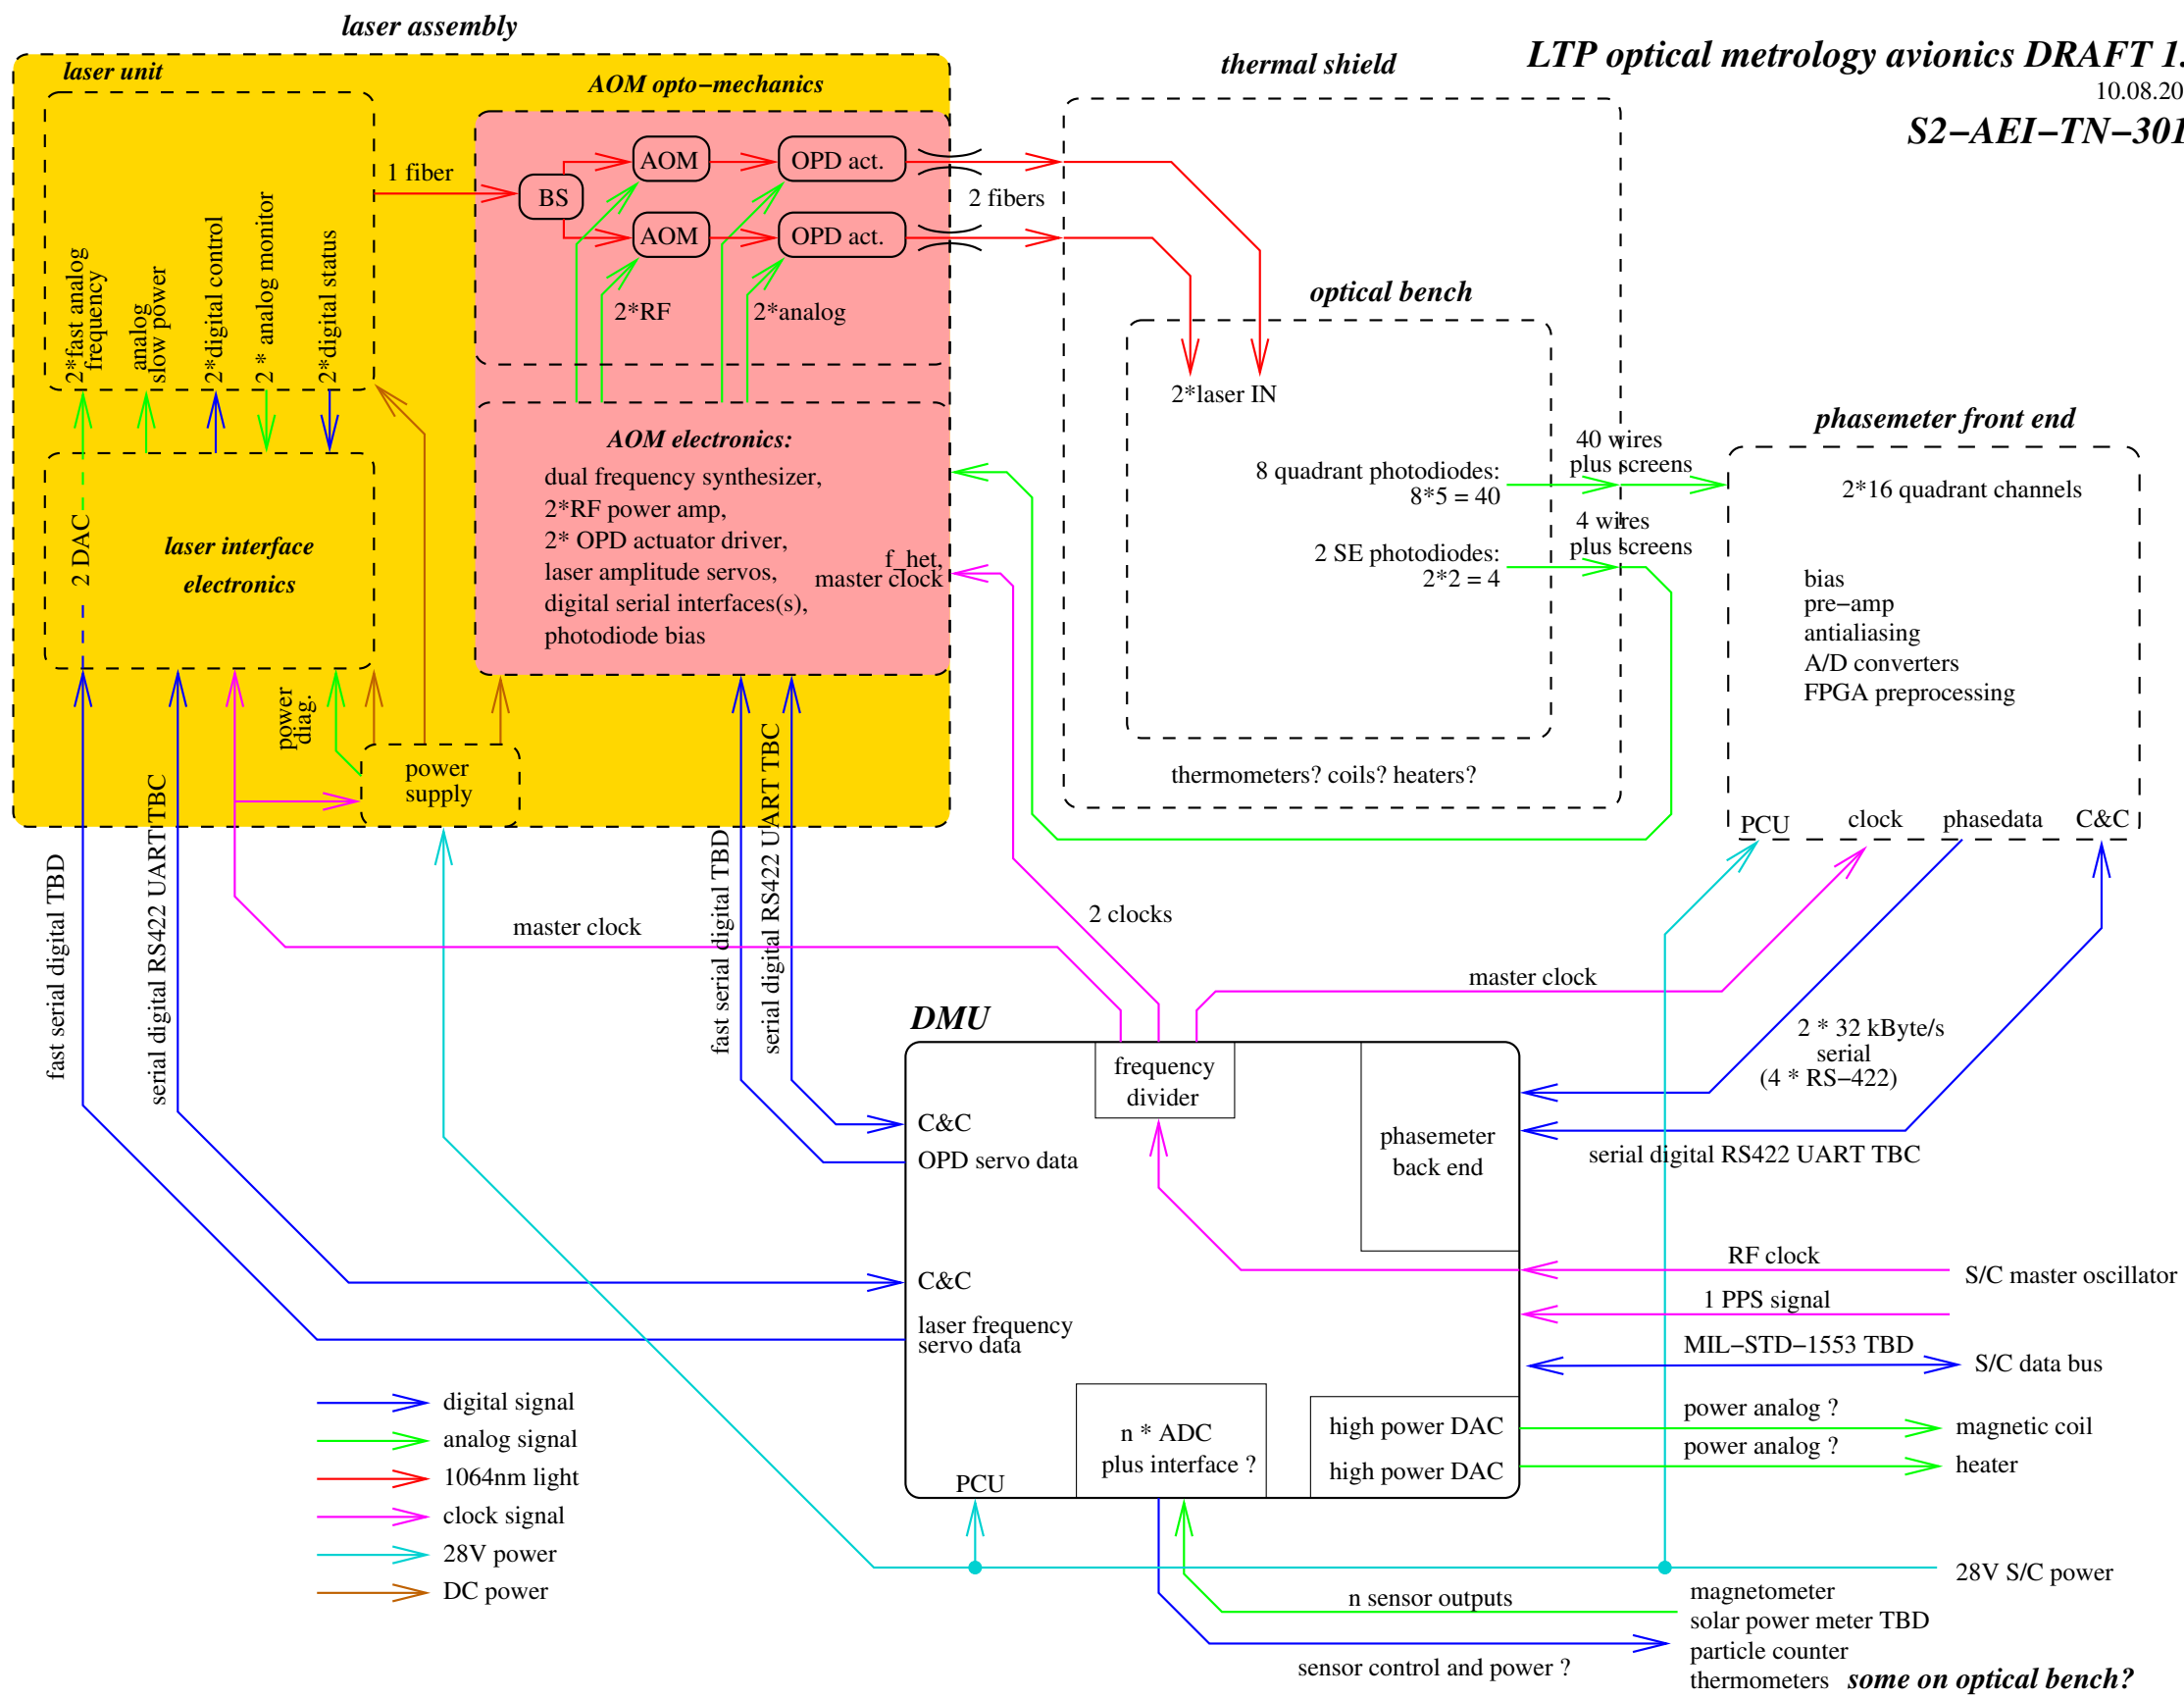 laser assembly
LTP optical metrology avionics DRAFT 1.
10.08.20
S2−AEI−TN−301
laser unit
AOM opto−mechanics
thermal shield
1 fiber
BS
AOM
OPD act.
AOM
OPD act.
2 fibers
2*RF
2*analog
2*fast analog
frequency
analog
slow power
2*digital control
2 * analog monitor
2*digital status
optical bench
2*laser IN
phasemeter front end
AOM electronics:
dual frequency synthesizer,
2*RF power amp,
2* OPD actuator driver,
laser amplitude servos,
digital serial interfaces(s),
photodiode bias
f_het,
master clock
2 DAC
laser interface
electronics
8 quadrant photodiodes:
8*5 = 40
40 wires
plus screens
2 SE photodiodes:
2*2 = 4
4 wires
plus screens
2*16 quadrant channels
bias
pre−amp
antialiasing
A/D converters
FPGA preprocessing
thermometers? coils? heaters?
power
diag.
power
supply
PCU
clock
phasedata
C&C
fast serial digital TBD
serial digital RS422 UART TBC
fast serial digital TBD
serial digital RS422 UART TBC
master clock
2 clocks
master clock
DMU
frequency
divider
2 * 32 kByte/s
serial
(4 * RS−422)
C&C
OPD servo data
phasemeter
back end
serial digital RS422 UART TBC
C&C
laser frequency
servo data
RF clock
S/C master oscillator
1 PPS signal
MIL−STD−1553 TBD
S/C data bus
n * ADC
plus interface ?
high power DAC
high power DAC
power analog ?
magnetic coil
power analog ?
heater
PCU
digital signal
analog signal
1064nm light
clock signal
28V power
DC power
28V S/C power
n sensor outputs
magnetometer
solar power meter TBD
particle counter
thermometers some on optical bench?
sensor control and power ?